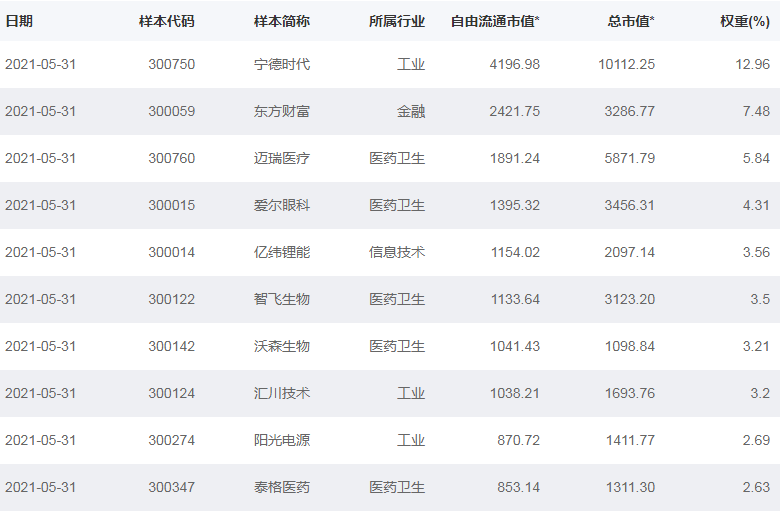 日期 样本代码 样本简称 所属行业 自由流通市值* 总市值* 权重(%)
2021-05-31 300750 宁德时代 工业 4196.98 10112.25 12.96
2021-05-31 300059 东方财富 金融 2421.75 3286.77 7.48
2021-05-31 300760 迈瑞医疗 医药卫生 1891.24 5871.79 5.84
2021-05-31 300015 爱尔眼科 医药卫生 1395.32 3456.31 4.31
2021-05-31 300014 亿纬锂能 信息技术 1154.02 2097.14 3.56
2021-05-31 300122 智飞生物 医药卫生 1133.64 3123.20 3.5
2021-05-31 300142 沃森生物 医药卫生 1041.43 1098.84 3.21
2021-05-31 300124 汇川技术 工业 1038.21 1693.76 3.2
2021-05-31 300274 阳光电源 工业 870.72 1411.77 2.69
2021-05-31 300347 泰格医药 医药卫生 853.14 1311.30 2.63